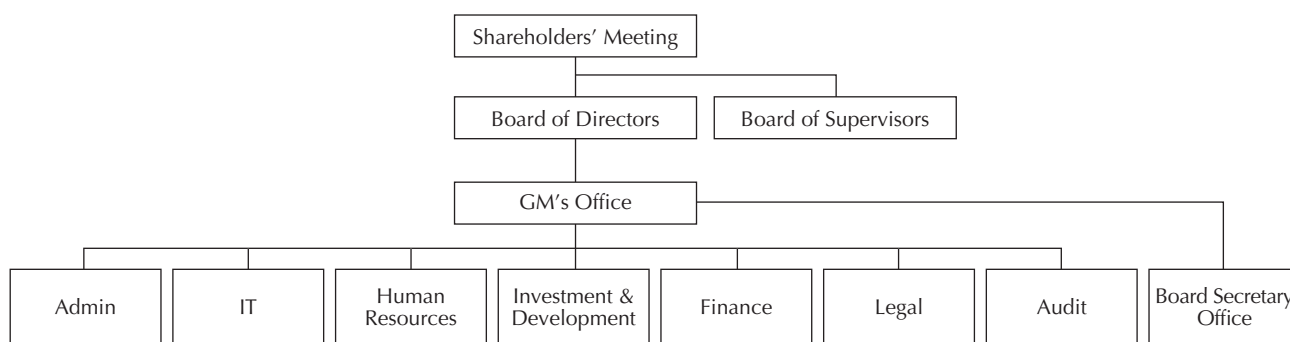 Shareholders’ Meeting
Board of Directors
Board of Supervisors
GM’s Office
Admin
IT
Human
Resources
Investment &
Development
Finance
Legal
Audit
Board Secretary
Office